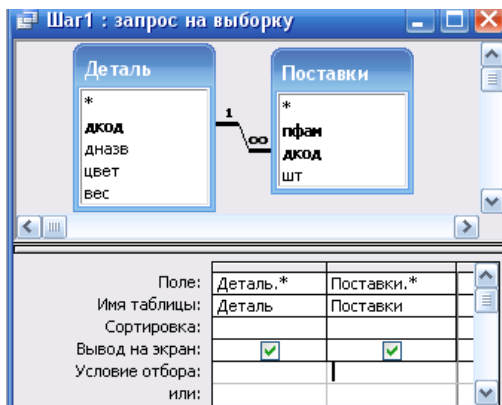 Шаг1 : запрос на выборку
Деталь
*
дкод
дназв
цвет
вес
1
∞
Поставки
*
пфам
дкод
шт
Поле: Деталь.* Поставки.*
Имя таблицы: Деталь Поставки
Сортировка:
Вывод на экран:
Условие отбора:
или: